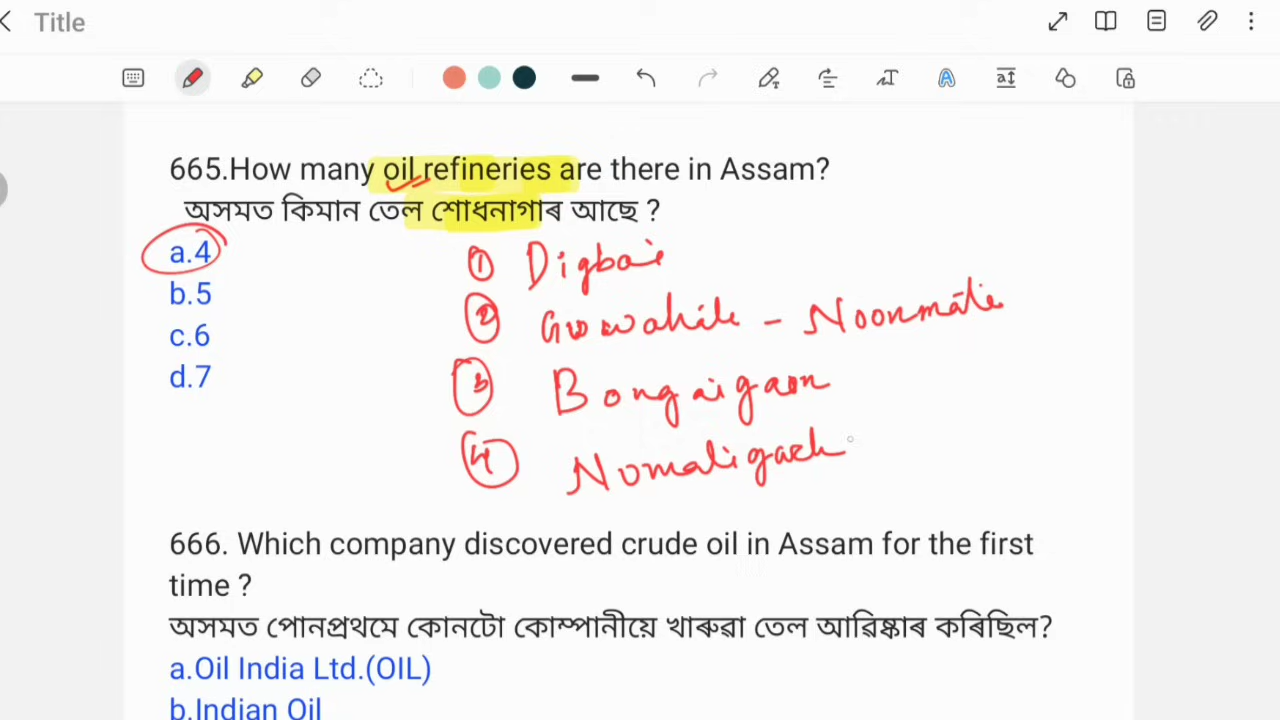 Title
665.How many oil refineries are there in Assam?
অসমত কিমান তেল শোধনাগাৰ আছে ?
a.4
b.5
c.6
d.7
① Digboi
② Guwahati - Noonmati
③ Bongaigaon
④ Numaligarh
666. Which company discovered crude oil in Assam for the first
time ?
অসমত পোনপ্ৰথমে কোনটো কোম্পানীয়ে খাৰুৱা তেল আৱিষ্কাৰ কৰিছিল?
a.Oil India Ltd.(OIL)
b.Indian Oil